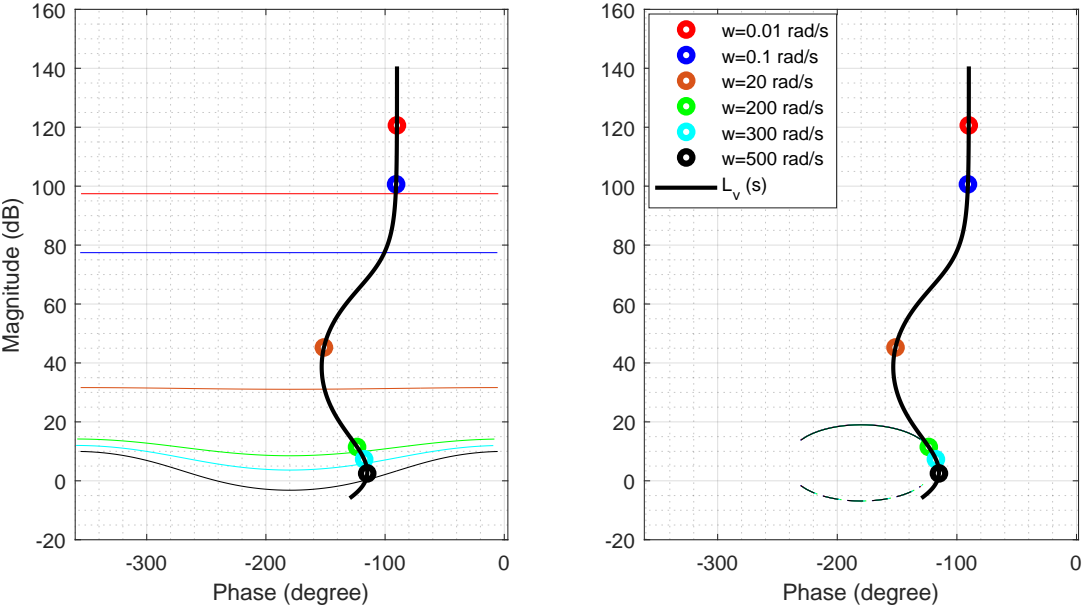 160
140
120
100
80
60
40
20
0
-20
Magnitude (dB)
-300
-200
-100
0
Phase (degree)
160
140
120
100
80
60
40
20
0
-20
w=0.01 rad/s
w=0.1 rad/s
w=20 rad/s
w=200 rad/s
w=300 rad/s
w=500 rad/s
L_v (s)
-300
-200
-100
0
Phase (degree)